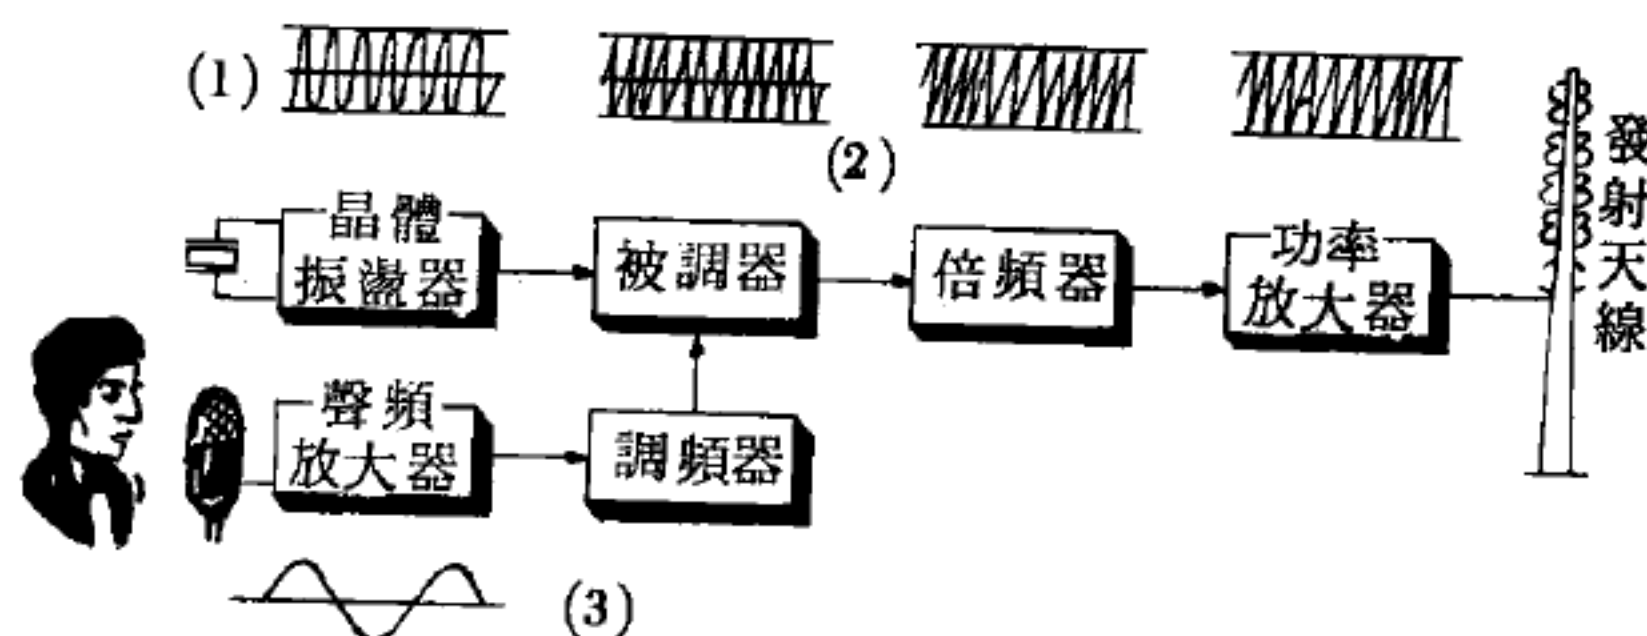 (1)
(2)
晶體
振盪器
被調器
倍頻器
功率
放大器
發射天線
聲頻
放大器
調頻器
(3)